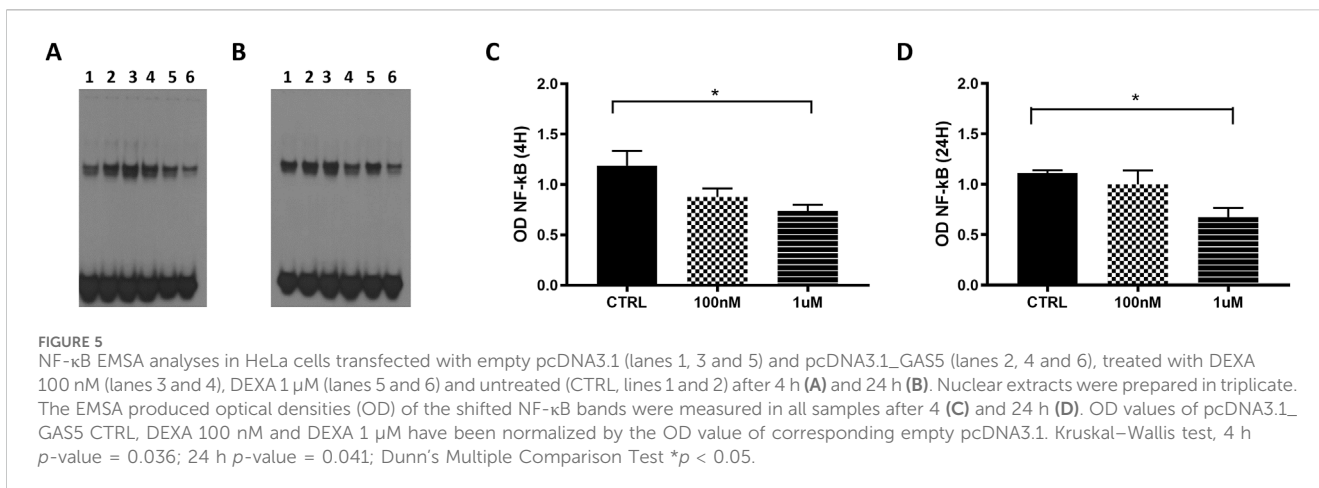 A
B
C
D
1 2 3 4 5 6
1 2 3 4 5 6
OD NF-kB (4H)
2.0
1.5
1.0
0.5
0.0
*
CTRL
100nM
1uM
OD NF-kB (24H)
2.0
1.5
1.0
0.5
0.0
*
CTRL
100nM
1uM
FIGURE 5
NF-κB EMSA analyses in HeLa cells transfected with empty pcDNA3.1 (lanes 1, 3 and 5) and pcDNA3.1_GAS5 (lanes 2, 4 and 6), treated with DEXA
100 nM (lanes 3 and 4), DEXA 1 μM (lanes 5 and 6) and untreated (CTRL, lines 1 and 2) after 4 h (A) and 24 h (B). Nuclear extracts were prepared in triplicate.
The EMSA produced optical densities (OD) of the shifted NF-κB bands were measured in all samples after 4 (C) and 24 h (D). OD values of pcDNA3.1_
GAS5 CTRL, DEXA 100 nM and DEXA 1 μM have been normalized by the OD value of corresponding empty pcDNA3.1. Kruskal–Wallis test, 4 h
p-value = 0.036; 24 h p-value = 0.041; Dunn's Multiple Comparison Test *p < 0.05.